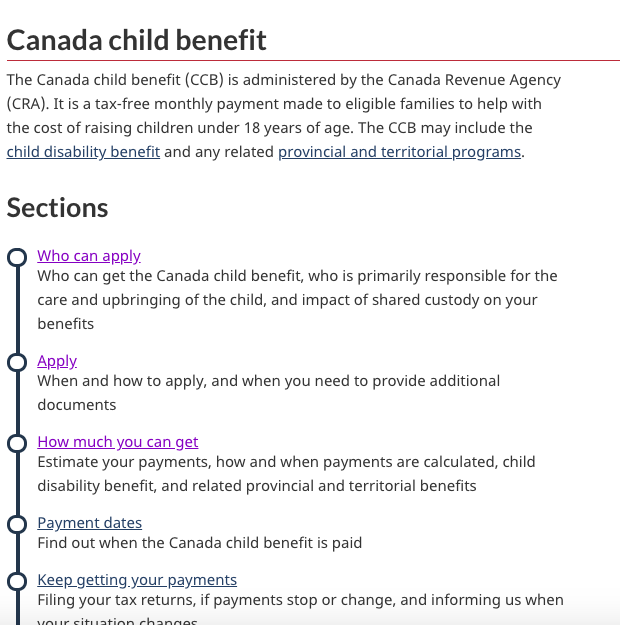 Canada child benefit
The Canada child benefit (CCB) is administered by the Canada Revenue Agency
(CRA). It is a tax-free monthly payment made to eligible families to help with
the cost of raising children under 18 years of age. The CCB may include the
child disability benefit and any related provincial and territorial programs.
Sections
Who can apply
Who can get the Canada child benefit, who is primarily responsible for the
care and upbringing of the child, and impact of shared custody on your
benefits
Apply
When and how to apply, and when you need to provide additional
documents
How much you can get
Estimate your payments, how and when payments are calculated, child
disability benefit, and related provincial and territorial benefits
Payment dates
Find out when the Canada child benefit is paid
Keep getting your payments
Filing your tax returns, if payments stop or change, and informing us when
your situation changes